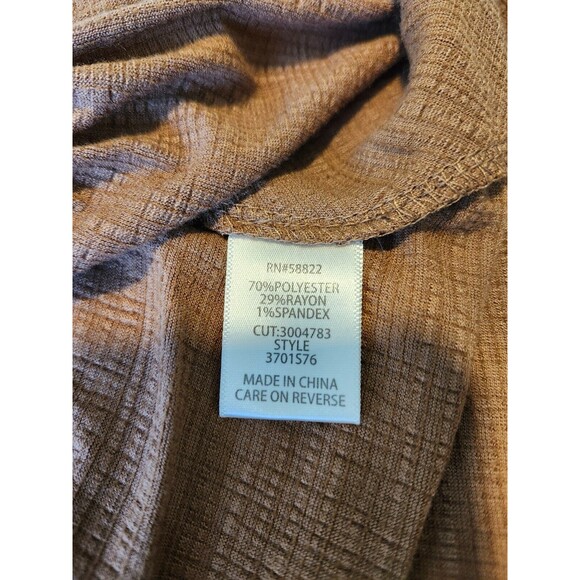 RN#58822
70%POLYESTER
29%RAYON
1%SPANDEX
CUT:3004783
STYLE
3701S76
MADE IN CHINA
CARE ON REVERSE